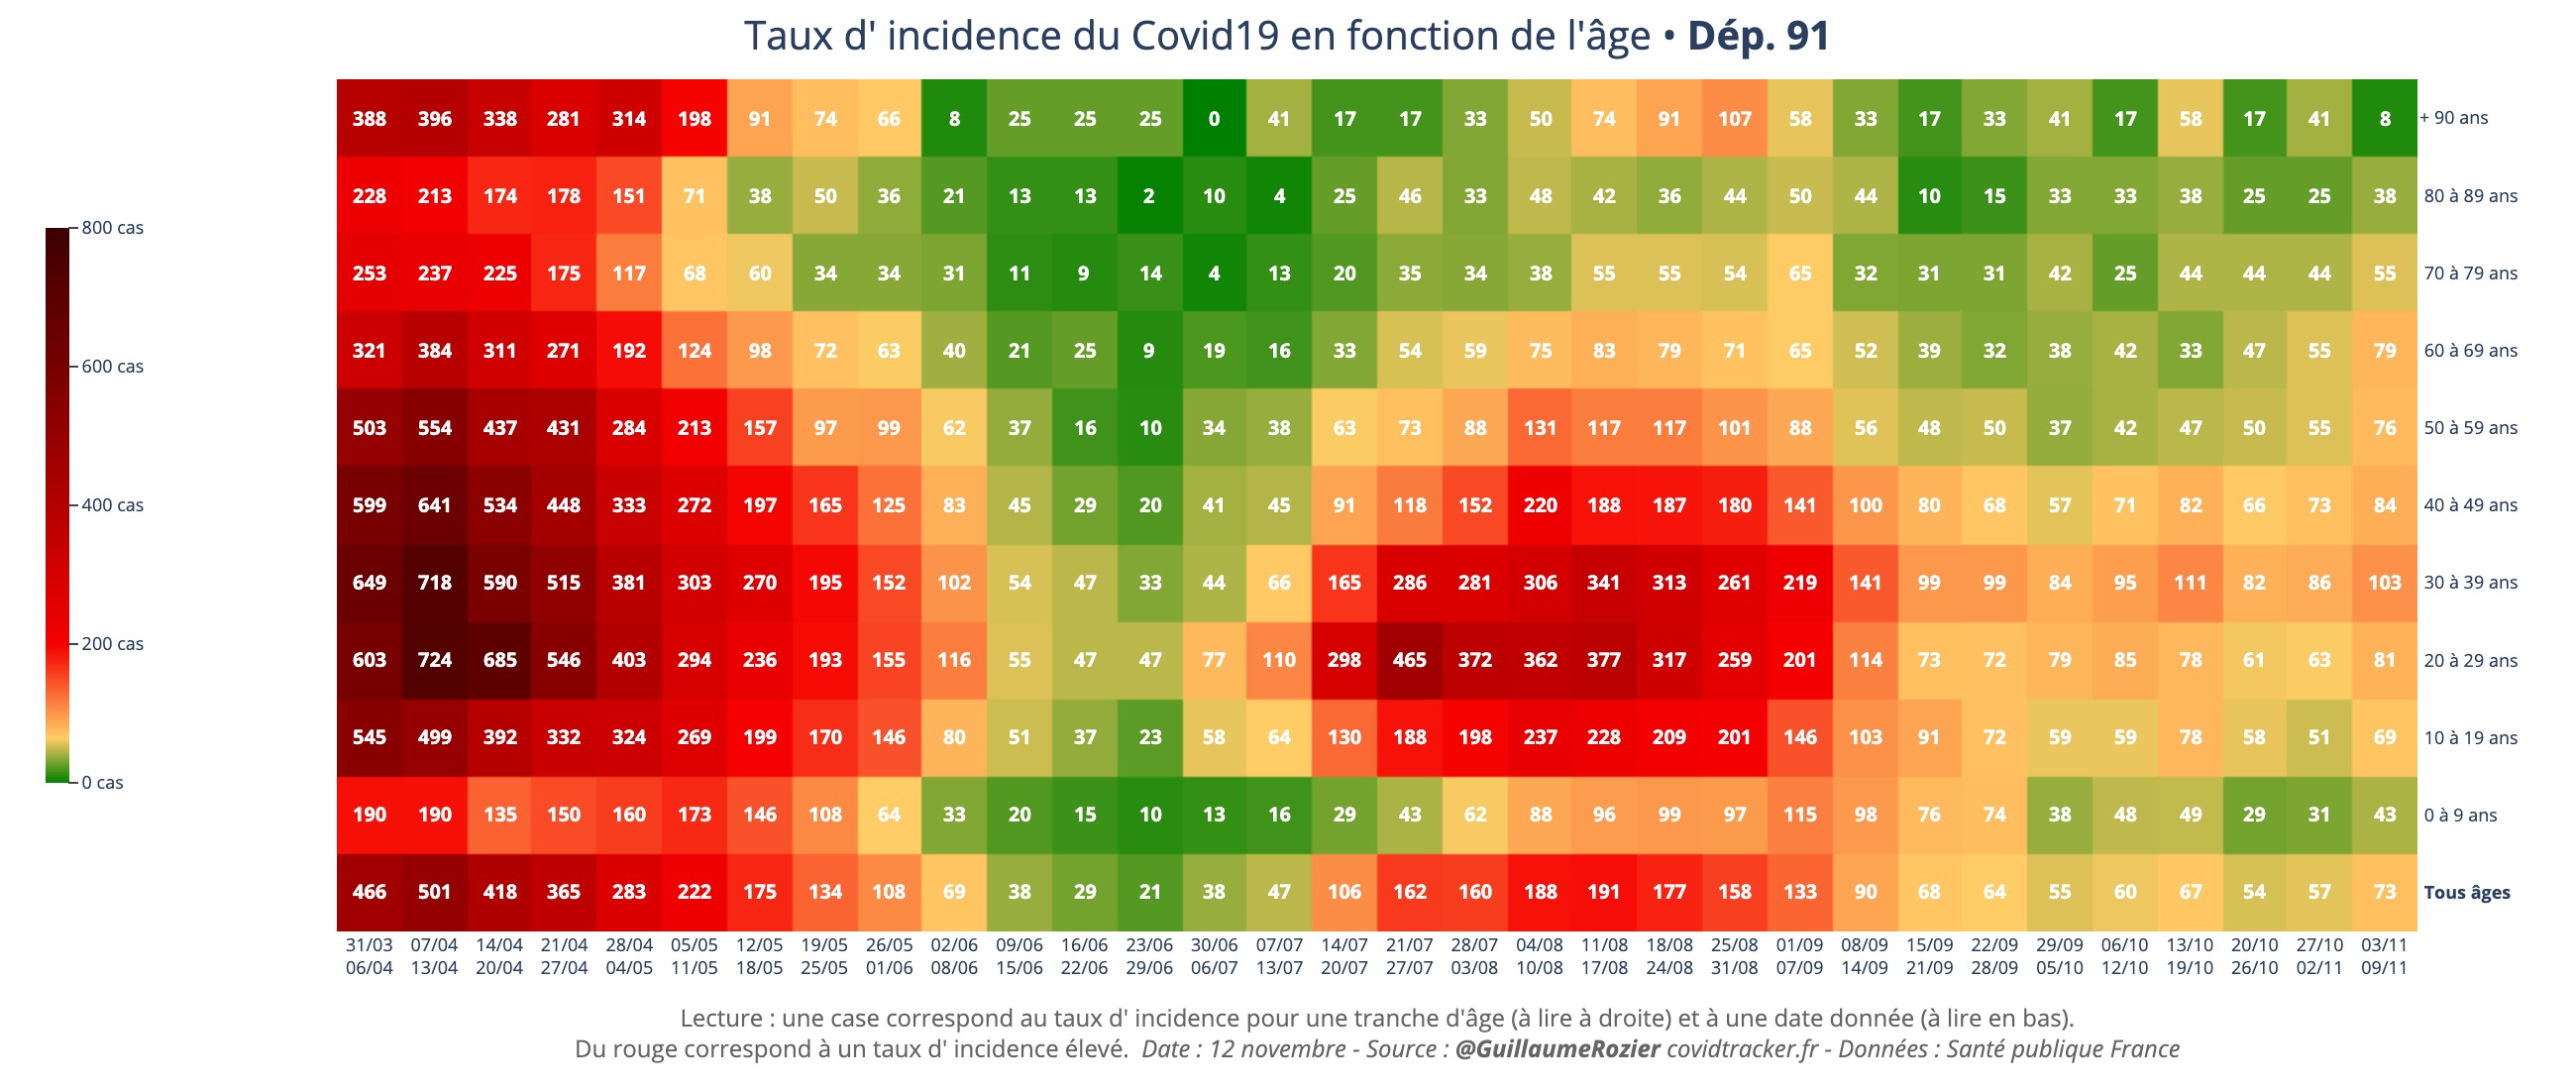 Taux d' incidence du Covid19 en fonction de l'âge • Dép. 91
388 396 338 281 314 198 91 74 66 8 25 25 25 0 41 17 17 33 50 74 91 107 58 33 17 33 41 17 58 17 41 8 + 90 ans
228 213 174 178 151 71 38 50 36 21 13 13 2 10 4 25 46 33 48 42 36 44 50 44 10 15 33 33 38 25 25 38 80 à 89 ans
800 cas
253 237 225 175 117 68 60 34 34 31 11 9 14 4 13 20 35 34 38 55 55 54 65 32 31 31 42 25 44 44 44 55 70 à 79 ans
321 384 311 271 192 124 98 72 63 40 21 25 9 19 16 33 54 59 75 83 79 71 65 52 39 32 38 42 33 47 55 79 60 à 69 ans
600 cas
503 554 437 431 284 213 157 97 99 62 37 16 10 34 38 63 73 88 131 117 117 101 88 56 48 50 37 42 47 50 55 76 50 à 59 ans
400 cas
599 641 534 448 333 272 197 165 125 83 45 29 20 41 45 91 118 152 220 188 187 180 141 100 80 68 57 71 82 66 73 84 40 à 49 ans
649 718 590 515 381 303 270 195 152 102 54 47 33 44 66 165 286 281 306 341 313 261 219 141 99 99 84 95 111 82 86 103 30 à 39 ans
200 cas
603 724 685 546 403 294 236 193 155 116 55 47 47 77 110 298 465 372 362 377 317 259 201 114 73 72 79 85 78 61 63 81 20 à 29 ans
545 499 392 332 324 269 199 170 146 80 51 37 23 58 64 130 188 198 237 228 209 201 146 103 91 72 59 59 78 58 51 69 10 à 19 ans
0 cas
190 190 135 150 160 173 146 108 64 33 20 15 10 13 16 29 43 62 88 96 99 97 115 98 76 74 38 48 49 29 31 43 0 à 9 ans
466 501 418 365 283 222 175 134 108 69 38 29 21 38 47 106 162 160 188 191 177 158 133 90 68 64 55 60 67 54 57 73 Tous âges
31/03 07/04 14/04 21/04 28/04 05/05 12/05 19/05 26/05 02/06 09/06 16/06 23/06 30/06 07/07 14/07 21/07 28/07 04/08 11/08 18/08 25/08 01/09 08/09 15/09 22/09 29/09 06/10 13/10 20/10 27/10 03/11
06/04 13/04 20/04 27/04 04/05 11/05 18/05 25/05 01/06 08/06 15/06 22/06 29/06 06/07 13/07 20/07 27/07 03/08 10/08 17/08 24/08 31/08 07/09 14/09 21/09 28/09 05/10 12/10 19/10 26/10 02/11 09/11
Lecture : une case correspond au taux d' incidence pour une tranche d'âge (à lire à droite) et à une date donnée (à lire en bas).
Du rouge correspond à un taux d' incidence élevé. Date : 12 novembre - Source : @GuillaumeRozier covidtracker.fr - Données : Santé publique France